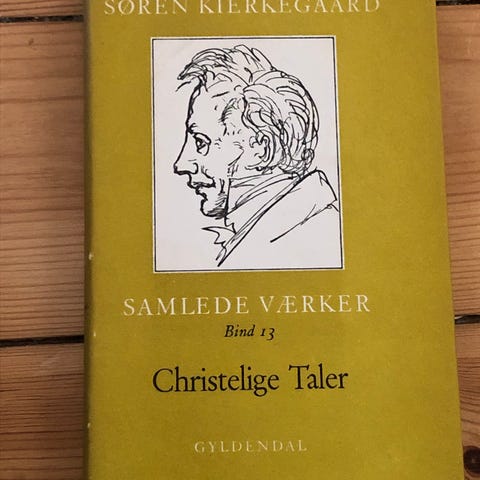 SØREN KIERKEGAARD
SAMLEDE VÆRKER
Bind 13
Christelige Taler
GYLDENDAL